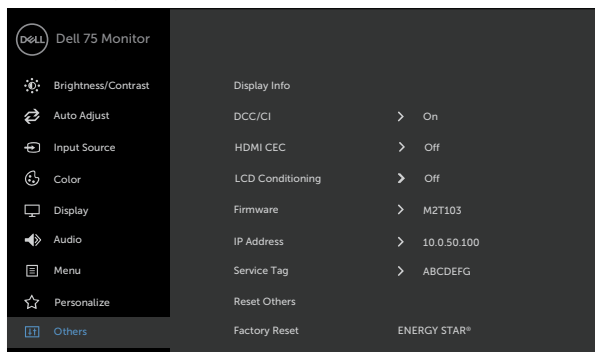 DELL Dell 75 Monitor
Brightness/Contrast Display Info
Auto Adjust DCC/CI On
Input Source HDMI CEC Off
Color LCD Conditioning Off
Display Firmware M2T103
Audio IP Address 10.0.50.100
Menu Service Tag ABCDEFG
Personalize Reset Others
Others Factory Reset ENERGY STAR®